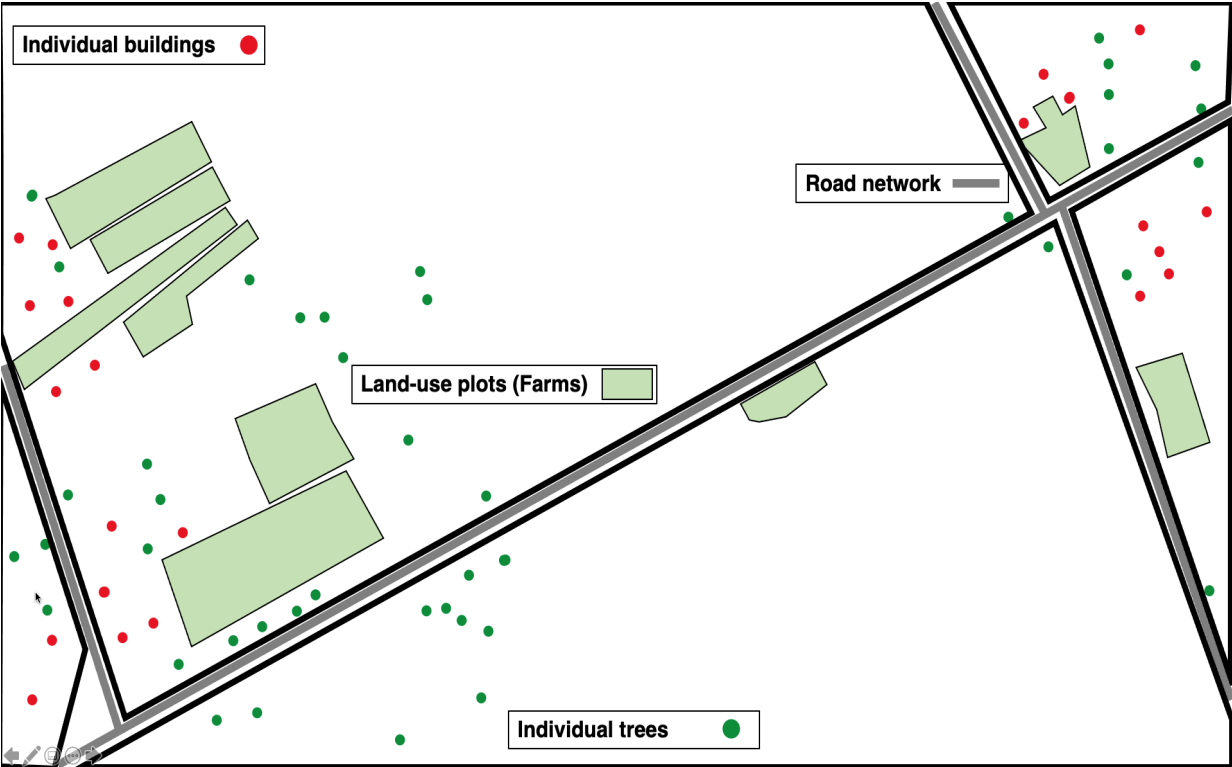 Individual buildings
Road network
Land-use plots (Farms)
Individual trees